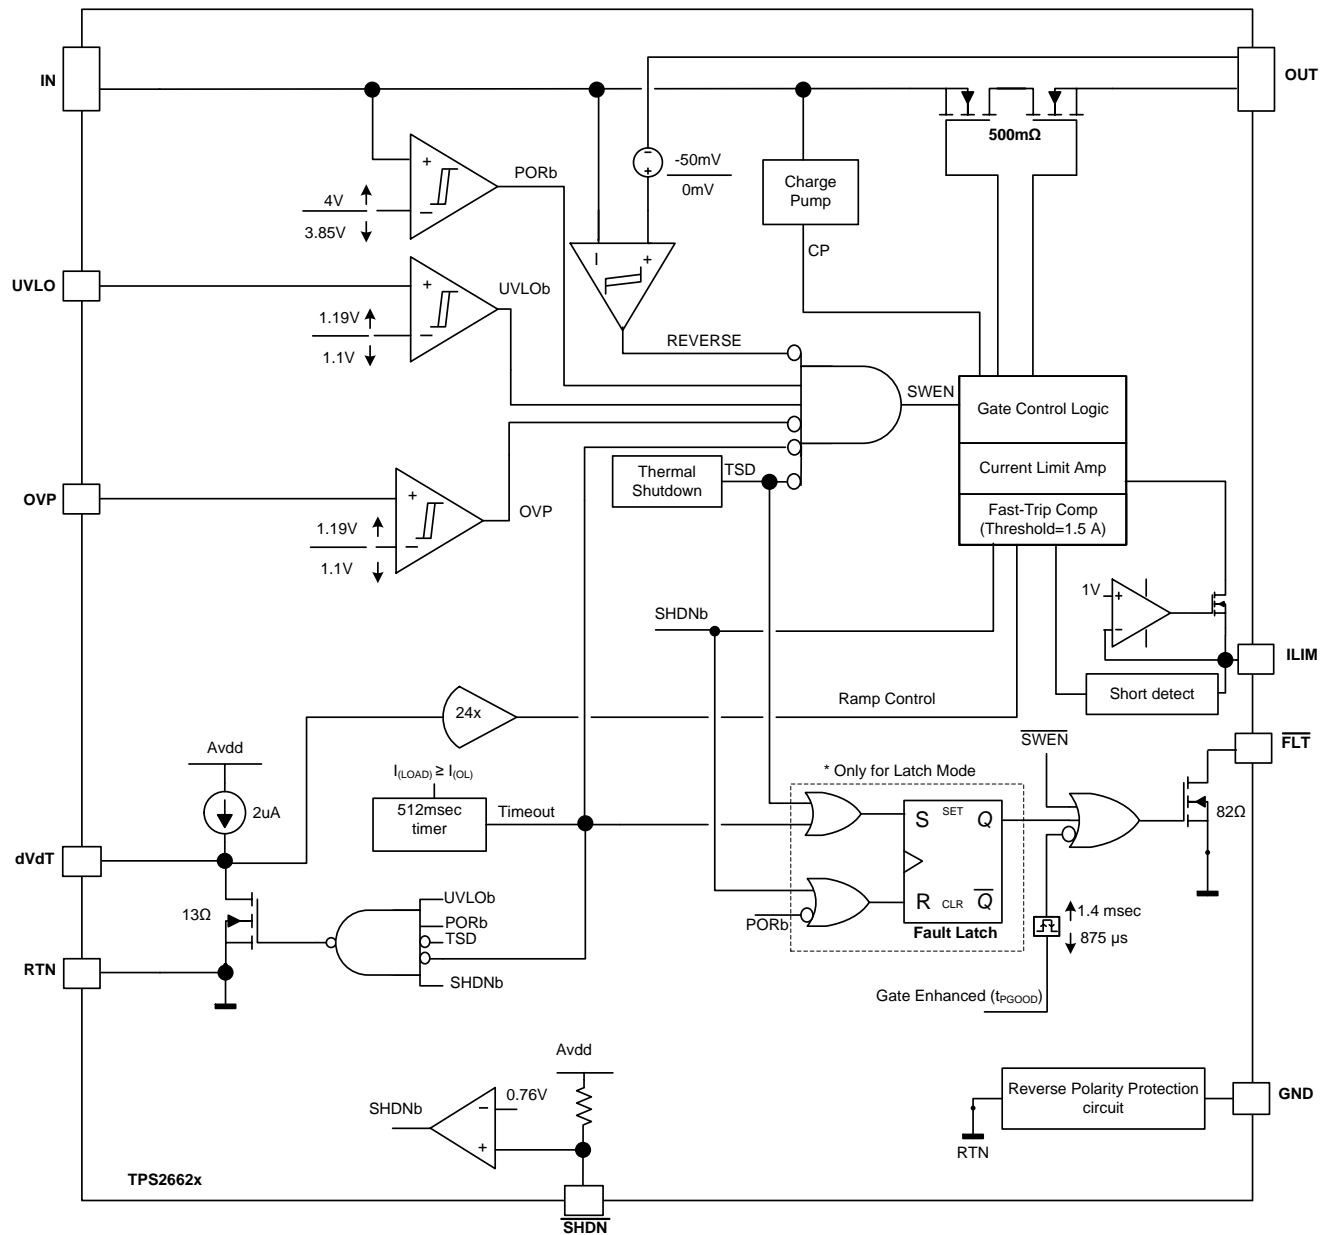 IN
OUT
500mΩ
-50mV
0mV
PORb
Charge
Pump
4V
3.85V
+
−
CP
UVLO
UVLOb
1.19V
1.1V
+
−
REVERSE
SWEN
Gate Control Logic
Current Limit Amp
Fast-Trip Comp
(Threshold=1.5 A)
Thermal
Shutdown
TSD
OVP
OVP
1.19V
1.1V
+
−
1V
+
−
SHDNb
ILIM
Short detect
24x
Ramp Control
FLT
SWEN
Avdd
I(LOAD) ≥ I(OL)
* Only for Latch Mode
2uA
512msec
timer
Timeout
S
SET
Q
82Ω
dVdT
13Ω
UVLOb
PORb
TSD
SHDNb
PORb
R
CLR
Q
Fault Latch
1.4 msec
875 µs
RTN
Gate Enhanced (tPGOOD)
Avdd
SHDNb
−
0.76V
+
Reverse Polarity Protection
circuit
GND
RTN
TPS2662x
SHDN